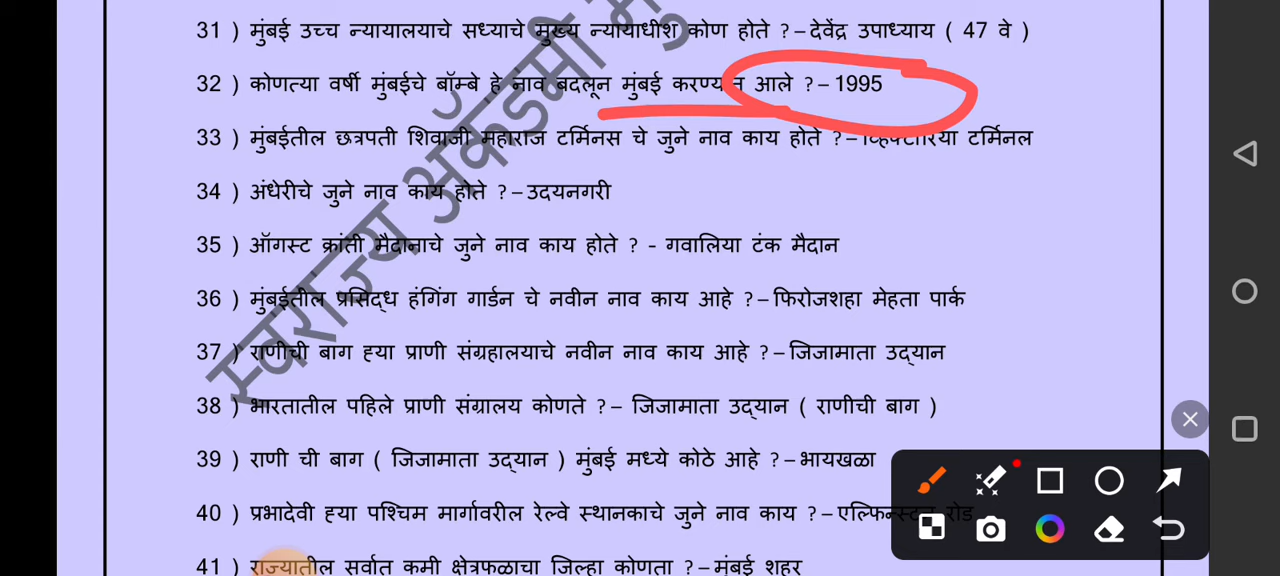 31 ) मुंबई उच्च न्यायालयाचे सध्याचे मुख्य न्यायाधीश कोण होते ? – देवेंद्र उपाध्याय ( 47 वे )
32 ) कोणत्या वर्षी मुंबईचे बॉम्बे हे नाव बदलून मुंबई करण्यात आले ? – 1995
33 ) मुंबईतील छत्रपती शिवाजी महाराज टर्मिनस चे जुने नाव काय होते ? – व्हिक्टोरिया टर्मिनल
34 ) अंधेरीचे जुने नाव काय होते ? – उदयनगरी
35 ) ऑगस्ट क्रांती मैदानाचे जुने नाव काय होते ? - गवालिया टंक मैदान
36 ) मुंबईतील प्रसिद्ध हंगिंग गार्डन चे नवीन नाव काय आहे ? – फिरोजशहा मेहता पार्क
37 ) राणीची बाग ह्या प्राणी संग्रहालयाचे नवीन नाव काय आहे ? – जिजामाता उद्यान
38 ) भारतातील पहिले प्राणी संग्रालय कोणते ? – जिजामाता उद्यान ( राणीची बाग )
39 ) राणी ची बाग ( जिजामाता उद्यान ) मुंबई मध्ये कोठे आहे ? – भायखळा
40 ) प्रभादेवी ह्या पश्चिम मार्गावरील रेल्वे स्थानकाचे जुने नाव काय ? – एल्फिन्स्टन रोड
41 ) राज्यातील सर्वात कमी क्षेत्रफळाचा जिल्हा कोणता ? – मुंबई शहर
स्वराज्य अकॅडमी